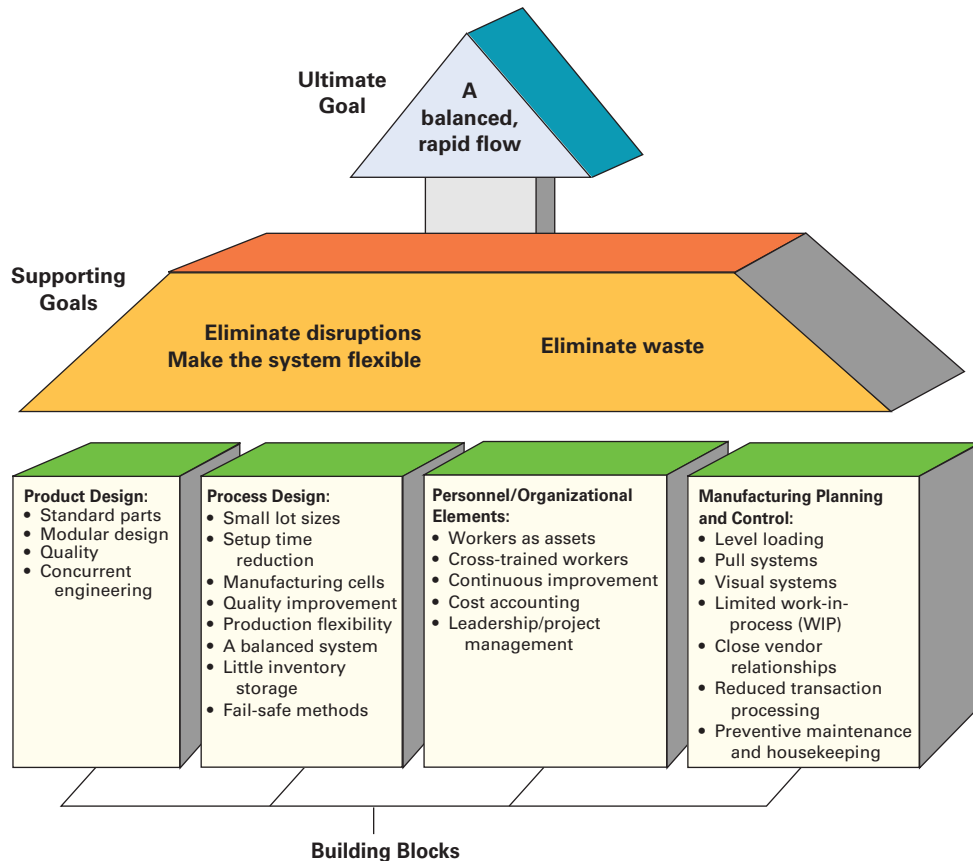 Ultimate
Goal
A
balanced,
rapid flow
Supporting
Goals
Eliminate disruptions
Make the system flexible
Eliminate waste
Product Design:
• Standard parts
• Modular design
• Quality
• Concurrent
engineering
Process Design:
• Small lot sizes
• Setup time
reduction
• Manufacturing cells
• Quality improvement
• Production flexibility
• A balanced system
• Little inventory
storage
• Fail-safe methods
Personnel/Organizational
Elements:
• Workers as assets
• Cross-trained workers
• Continuous improvement
• Cost accounting
• Leadership/project
management
Manufacturing Planning
and Control:
• Level loading
• Pull systems
• Visual systems
• Limited work-in-
process (WIP)
• Close vendor
relationships
• Reduced transaction
processing
• Preventive maintenance
and housekeeping
Building Blocks